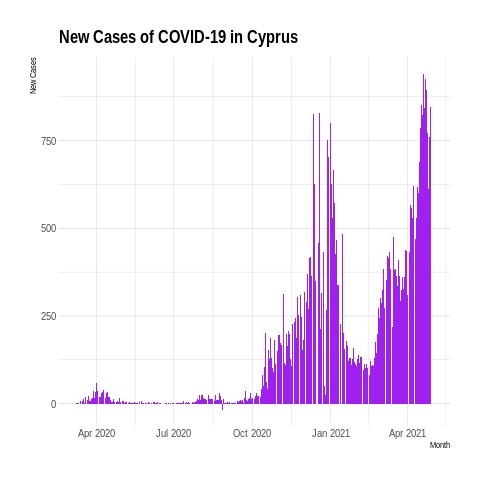 New Cases of COVID-19 in Cyprus
New Cases
750
500
250
0
Apr 2020 Jul 2020 Oct 2020 Jan 2021 Apr 2021
Month